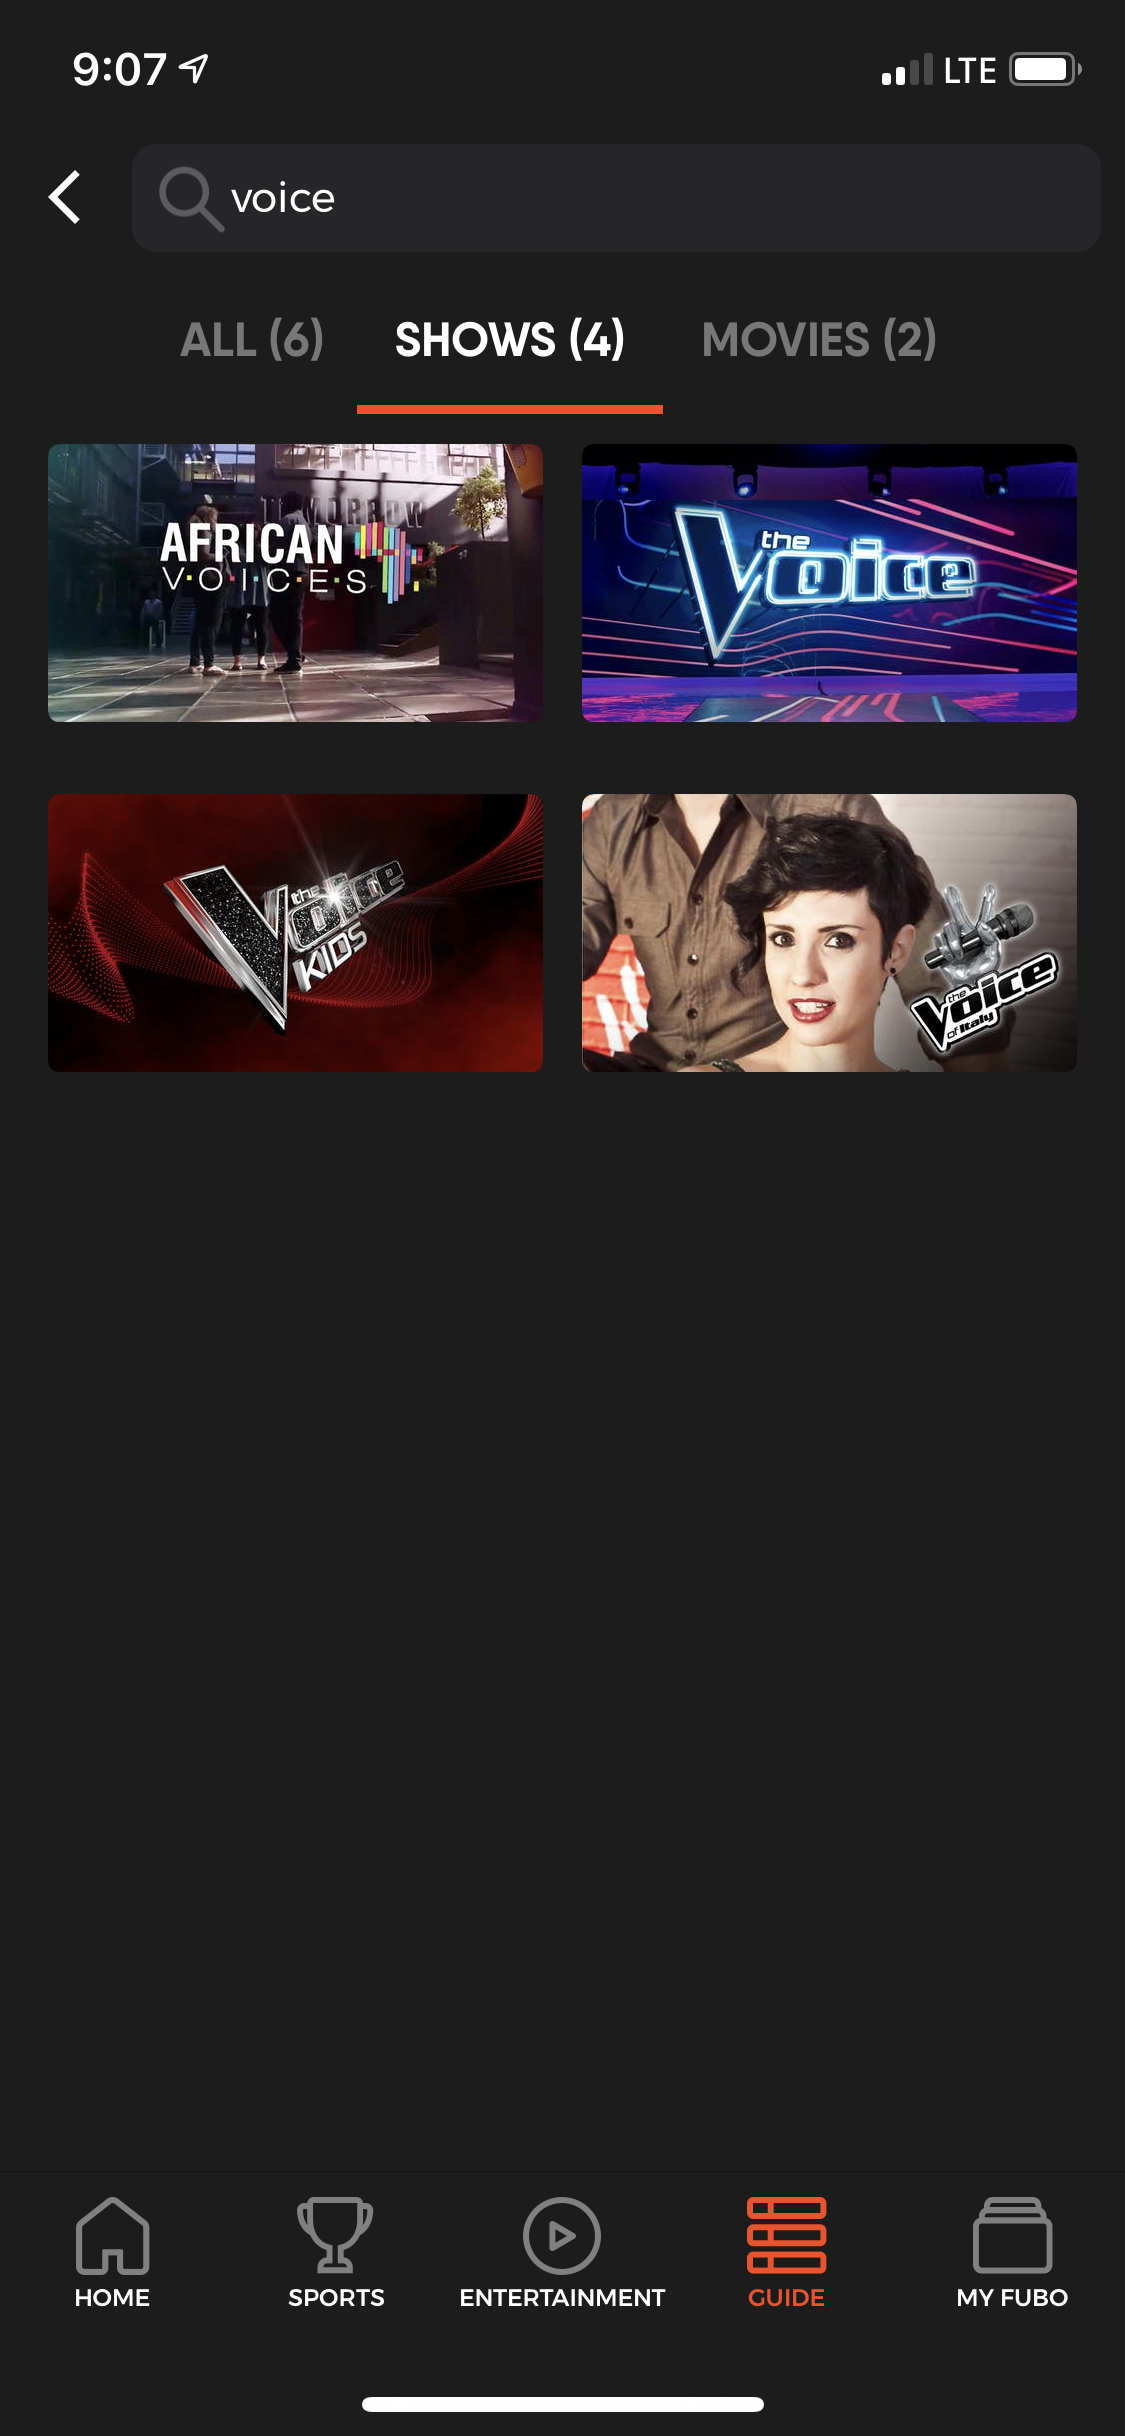 9:07 LTE
voice
ALL (6) SHOWS (4) MOVIES (2)
TOMORROW
AFRICAN
V·O·I·C·E·S
the
Voice
the
Voice
KIDS
the
Voice
of Italy
HOME SPORTS ENTERTAINMENT GUIDE MY FUBO